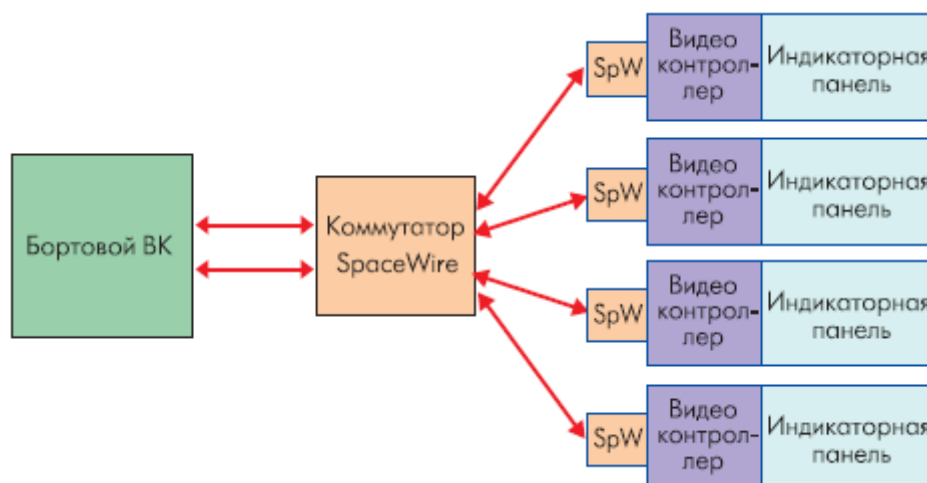 Бортовой ВК
Коммутатор
SpaceWire
SpW
Видео
контрол-
лер
Индикаторная
панель
SpW
Видео
контрол-
лер
Индикаторная
панель
SpW
Видео
контрол-
лер
Индикаторная
панель
SpW
Видео
контрол-
лер
Индикаторная
панель